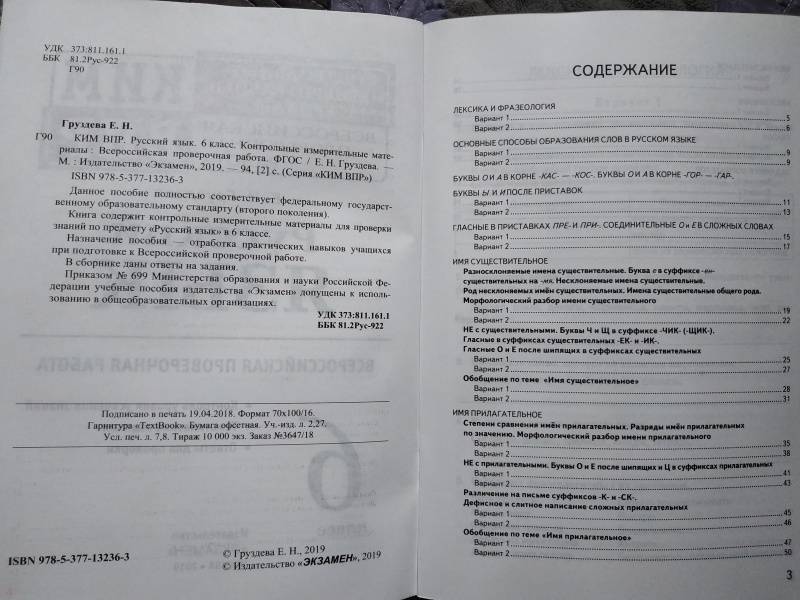 УДК 373:811.161.1
ББК 81.2Рус-922
Г90
Груздева Е. Н.
Г90 КИМ ВПР. Русский язык. 6 класс. Контрольные измерительные мате-
риалы : Всероссийская проверочная работа. ФГОС / Е. Н. Груздева. —
М. : Издательство «Экзамен», 2019. — 94, [2] с. (Серия «КИМ ВПР»)
ISBN 978-5-377-13236-3
Данное пособие полностью соответствует федеральному государст-
венному образовательному стандарту (второго поколения).
Книга содержит контрольные измерительные материалы для проверки
знаний по предмету «Русский язык» в 6 классе.
Назначение пособия — отработка практических навыков учащихся
при подготовке к Всероссийской проверочной работе.
В сборнике даны ответы на задания.
Приказом № 699 Министерства образования и науки Российской Фе-
дерации учебные пособия издательства «Экзамен» допущены к исполь-
зованию в общеобразовательных организациях.
УДК 373:811.161.1
ББК 81.2Рус-922
Подписано в печать 19.04.2018. Формат 70x100/16.
Гарнитура «TextBook». Бумага офсетная. Уч.-изд. л. 2,27.
Усл. печ. л. 7,8. Тираж 10 000 экз. Заказ №3647/18
ISBN 978-5-377-13236-3
© Груздева Е. Н., 2019
© Издательство «ЭКЗАМЕН», 2019
СОДЕРЖАНИЕ
ЛЕКСИКА И ФРАЗЕОЛОГИЯ
Вариант 1 5
Вариант 2 6
ОСНОВНЫЕ СПОСОБЫ ОБРАЗОВАНИЯ СЛОВ В РУССКОМ ЯЗЫКЕ
Вариант 1 9
Вариант 2 9
БУКВЫ О И А В КОРНЕ -КАС- — -КОС-. БУКВЫ О И А В КОРНЕ -ГОР- — -ГАР-.
БУКВЫ Ы И И ПОСЛЕ ПРИСТАВОК
Вариант 1 11
Вариант 2 13
ГЛАСНЫЕ В ПРИСТАВКАХ ПРЕ- И ПРИ-. СОЕДИНИТЕЛЬНЫЕ О и Е В СЛОЖНЫХ СЛОВАХ
Вариант 1 15
Вариант 2 17
ИМЯ СУЩЕСТВИТЕЛЬНОЕ
Разносклоняемые имена существительные. Буква е в суффиксе -ен-
существительных на -мя. Несклоняемые имена существительные.
Род несклоняемых имён существительных. Имена существительные общего рода.
Морфологический разбор имени существительного
Вариант 1 19
Вариант 2 22
НЕ с существительными. Буквы Ч и Щ в суффиксе -ЧИК- (-ЩИК-).
Гласные в суффиксах существительных -ЕК- и -ИК-.
Гласные О и Е после шипящих в суффиксах существительных
Вариант 1 25
Вариант 2 27
Обобщение по теме «Имя существительное»
Вариант 1 28
Вариант 2 31
ИМЯ ПРИЛАГАТЕЛЬНОЕ
Степени сравнения имён прилагательных. Разряды имён прилагательных
по значению. Морфологический разбор имени прилагательного
Вариант 1 35
Вариант 2 38
НЕ с прилагательными. Буквы О и Е после шипящих и Ц в суффиксах прилагательных
Вариант 1 41
Вариант 2 43
Различение на письме суффиксов -К- и -СК-.
Дефисное и слитное написание сложных прилагательных
Вариант 1 45
Вариант 2 46
Обобщение по теме «Имя прилагательное»
Вариант 1 47
Вариант 2 50
3